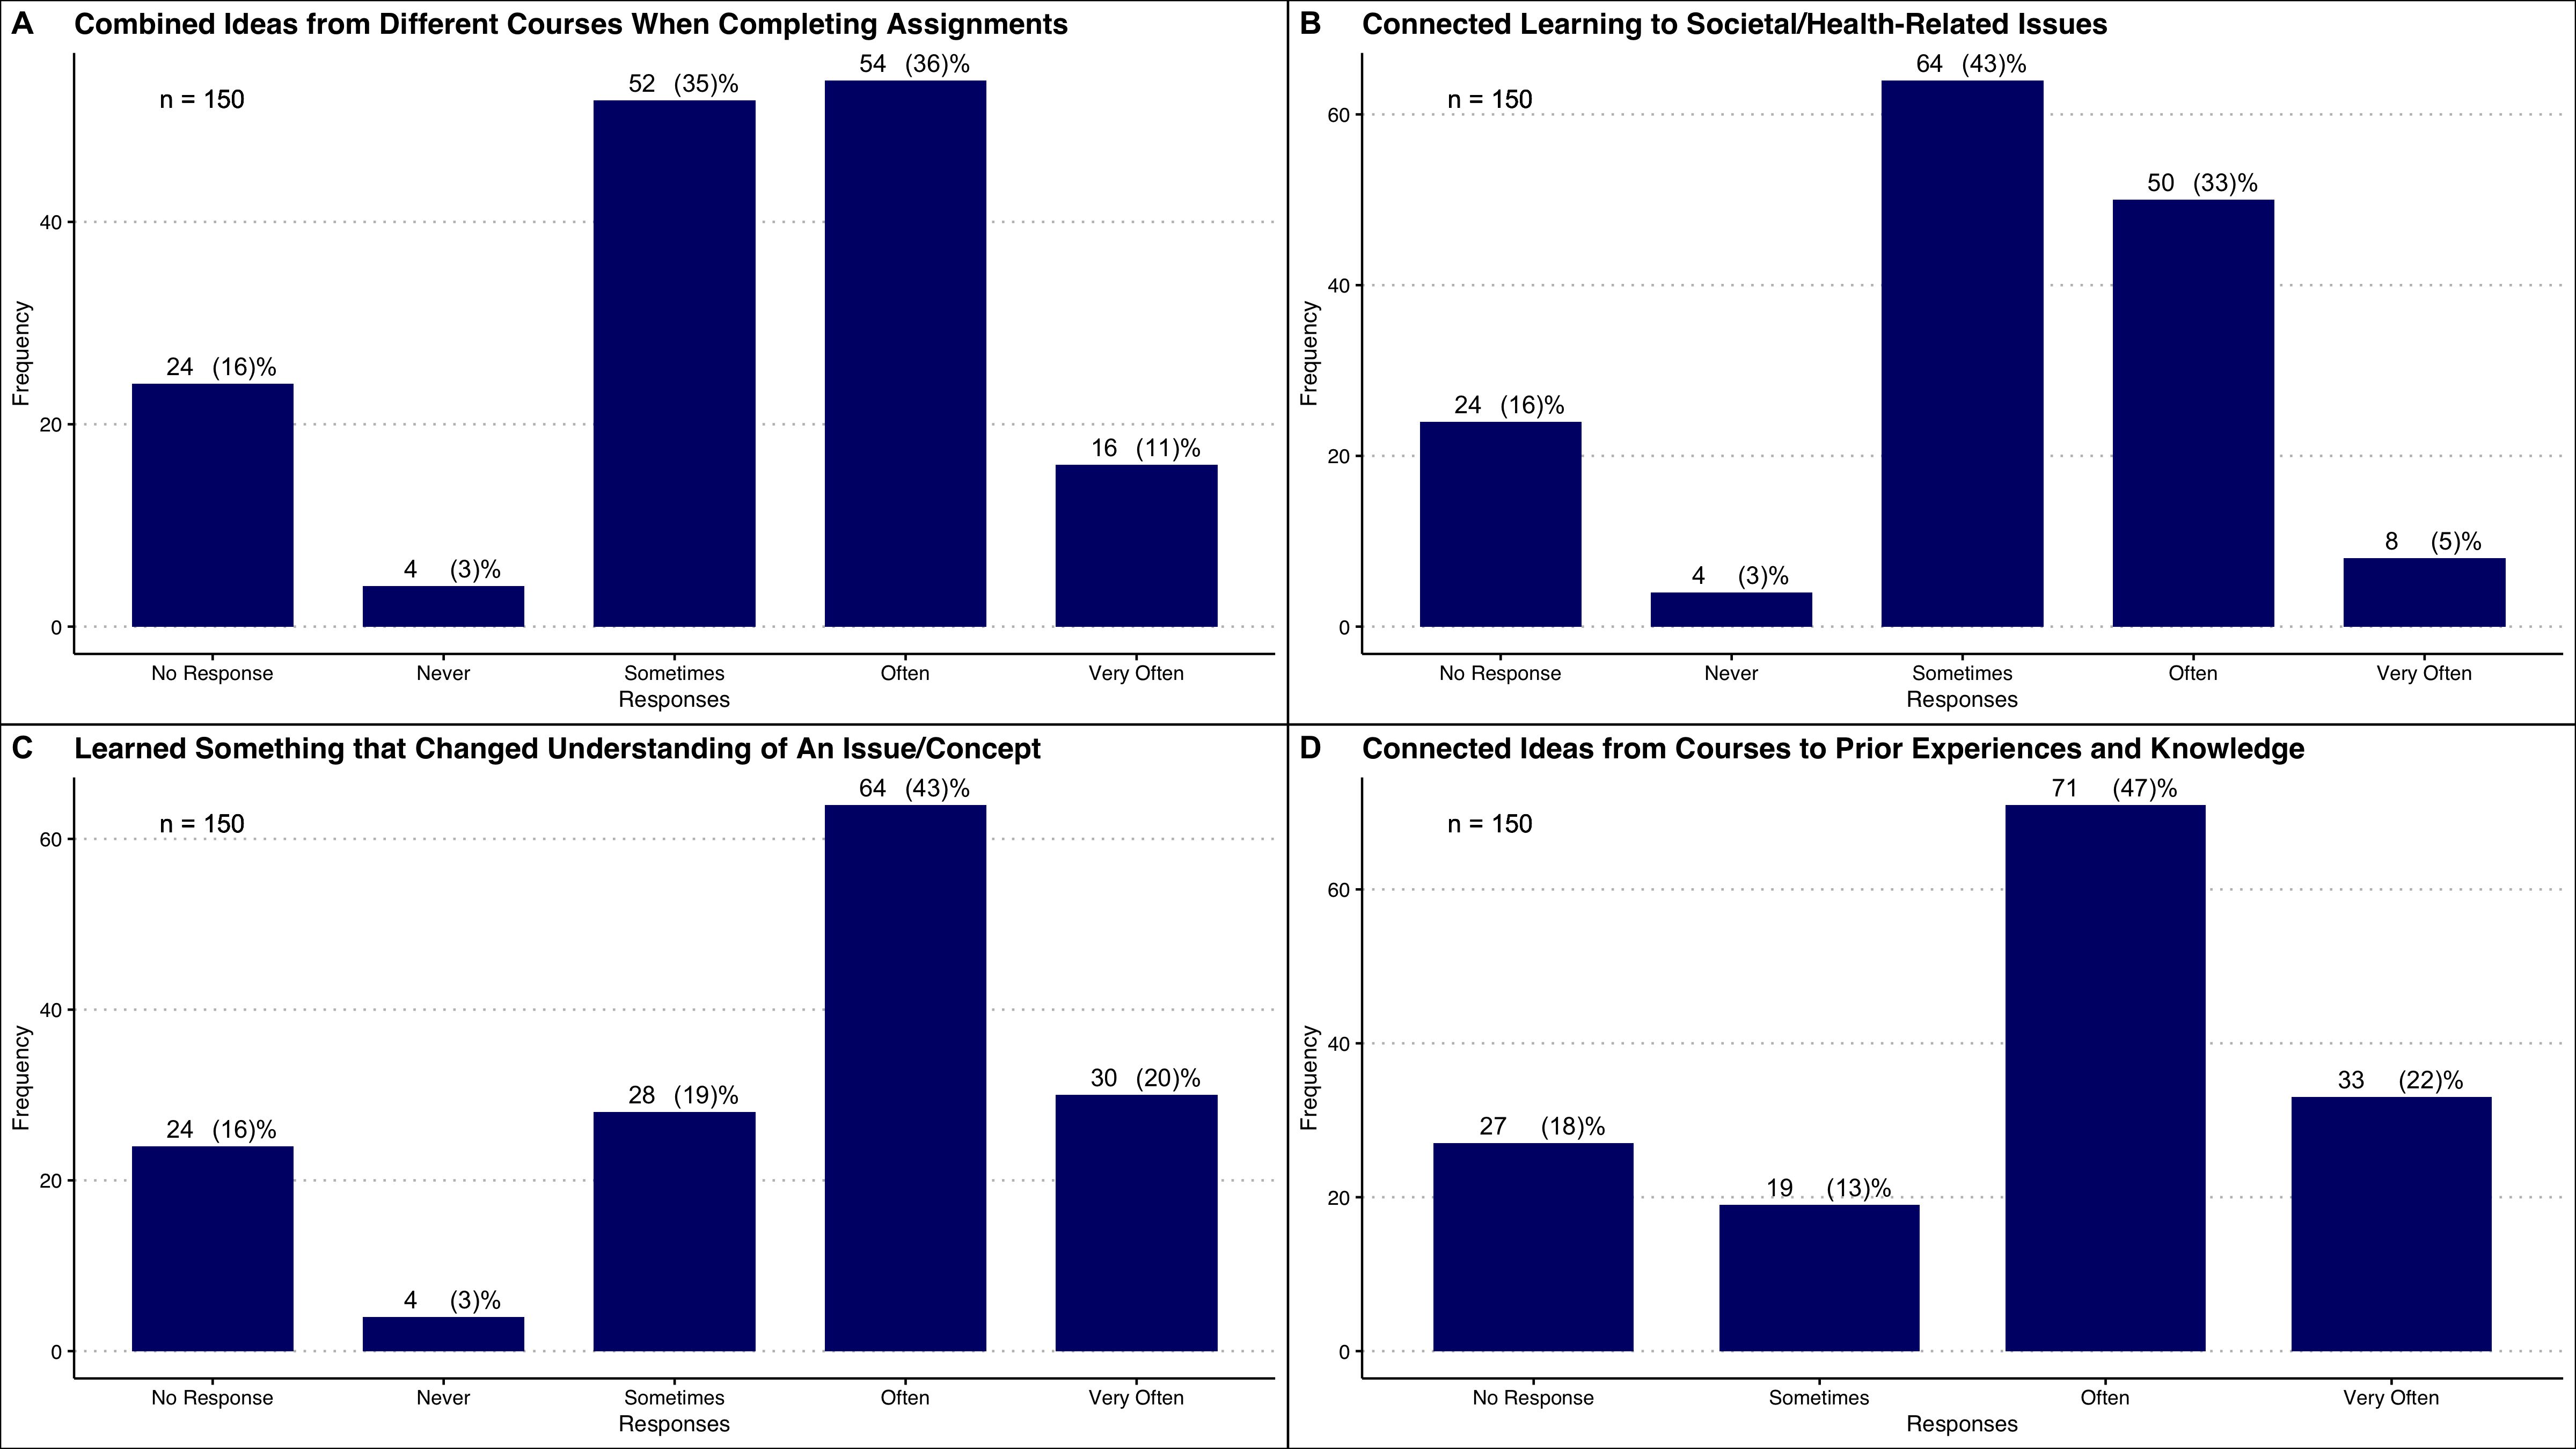 A Combined Ideas from Different Courses When Completing Assignments
n = 150
24 (16)%
4 (3)%
52 (35)%
54 (36)%
16 (11)%
40
20
0
Frequency
No Response Never Sometimes Often Very Often
Responses
B Connected Learning to Societal/Health-Related Issues
n = 150
24 (16)%
4 (3)%
64 (43)%
50 (33)%
8 (5)%
60
40
20
0
Frequency
No Response Never Sometimes Often Very Often
Responses
C Learned Something that Changed Understanding of An Issue/Concept
n = 150
24 (16)%
4 (3)%
28 (19)%
64 (43)%
30 (20)%
60
40
20
0
Frequency
No Response Never Sometimes Often Very Often
Responses
D Connected Ideas from Courses to Prior Experiences and Knowledge
n = 150
27 (18)%
19 (13)%
71 (47)%
33 (22)%
60
40
20
0
Frequency
No Response Sometimes Often Very Often
Responses